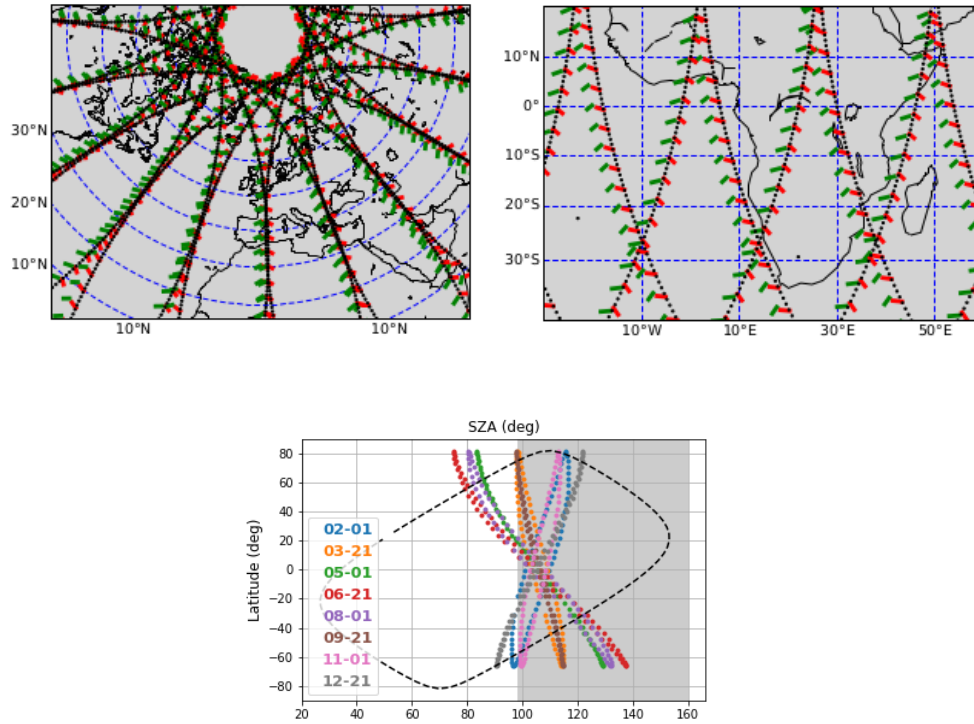 30°N
20°N
10°N
10°N
10°N
10°N
0°
10°S
20°S
30°S
10°W
10°E
30°E
50°E
SZA (deg)
Latitude (deg)
80
60
40
20
0
−20
−40
−60
−80
02-01
03-21
05-01
06-21
08-01
09-21
11-01
12-21
20
40
60
80
100
120
140
160